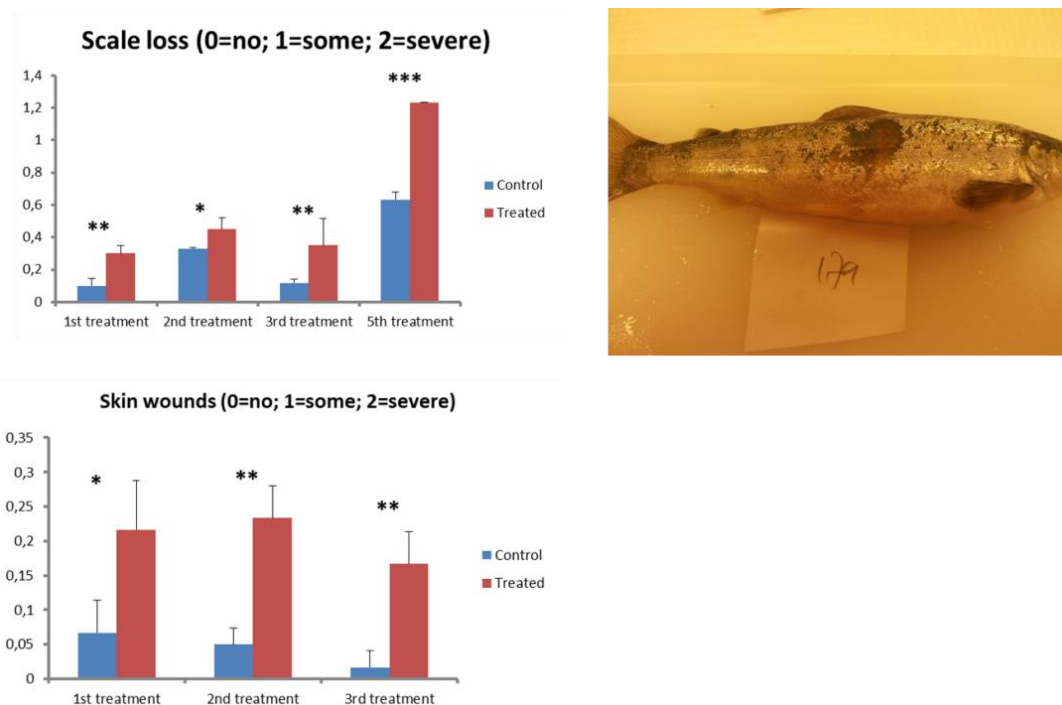 Scale loss (0=no; 1=some; 2=severe)
1,4
1,2
1
0,8
0,6
0,4
0,2
0
**
*
**
***
1st treatment
2nd treatment
3rd treatment
5th treatment
Control
Treated
179
Skin wounds (0=no; 1=some; 2=severe)
0,35
0,3
0,25
0,2
0,15
0,1
0,05
0
*
**
**
1st treatment
2nd treatment
3rd treatment
Control
Treated